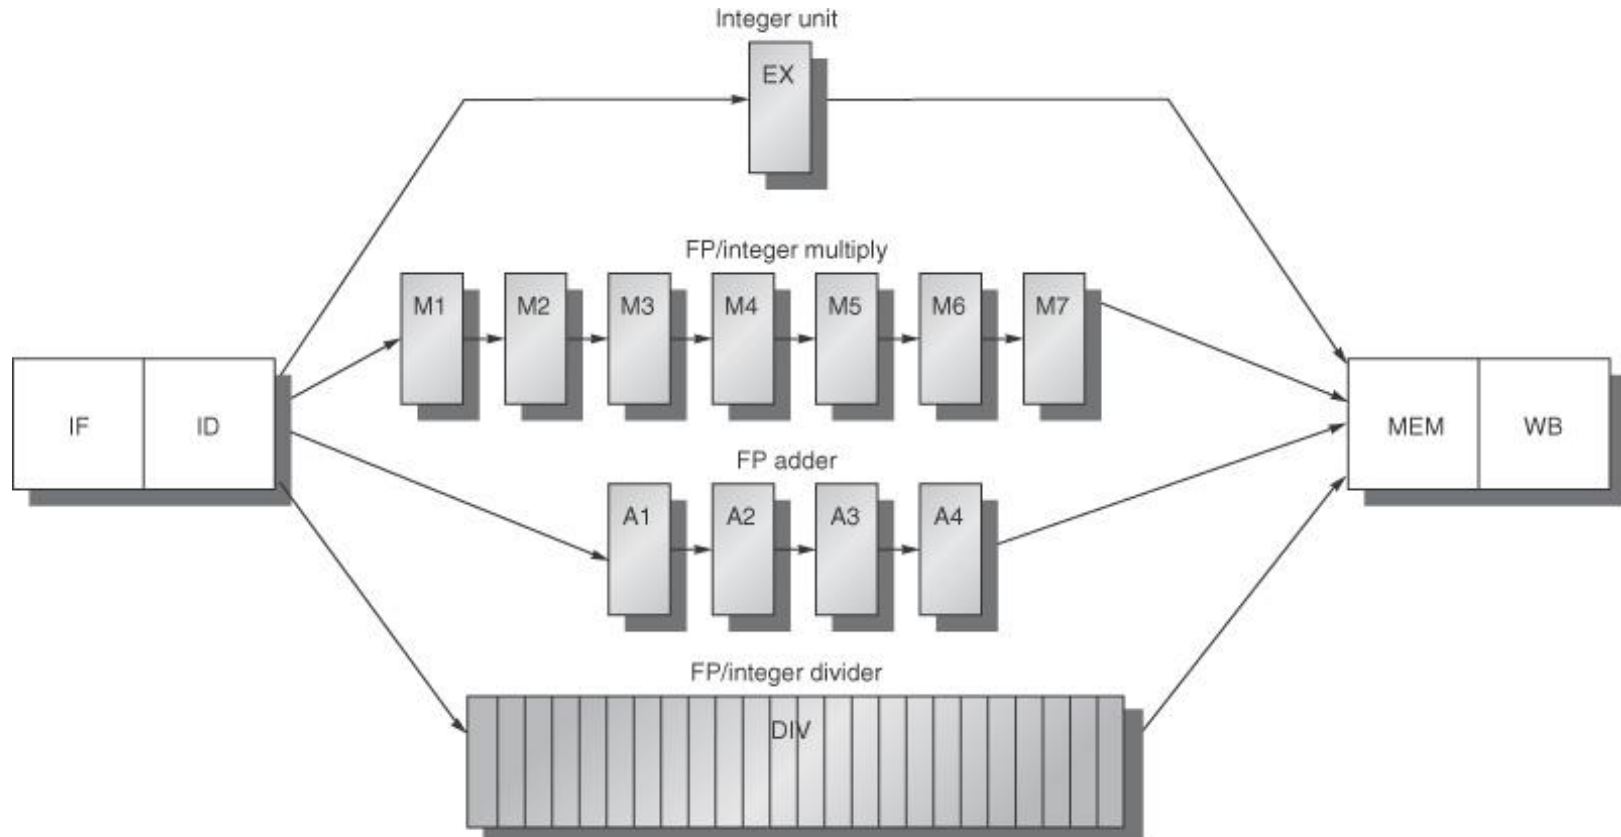 Integer unit
EX
FP/integer multiply
M1 M2 M3 M4 M5 M6 M7
IF ID
MEM WB
FP adder
A1 A2 A3 A4
FP/integer divider
DIV